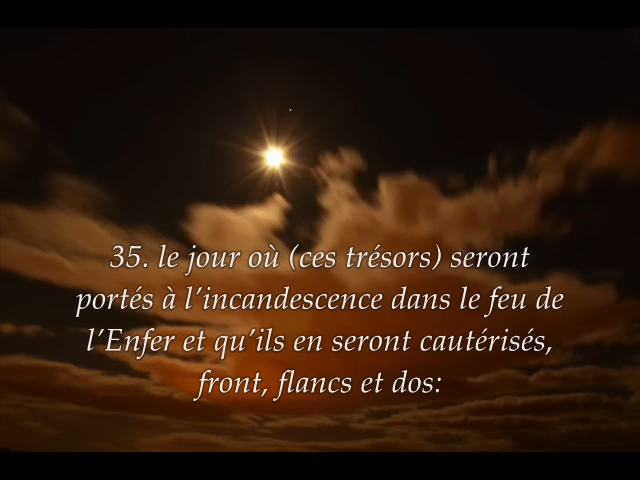 35. le jour où (ces trésors) seront
portés à l’incandescence dans le feu de
l’Enfer et qu’ils en seront cautérisés,
front, flancs et dos: